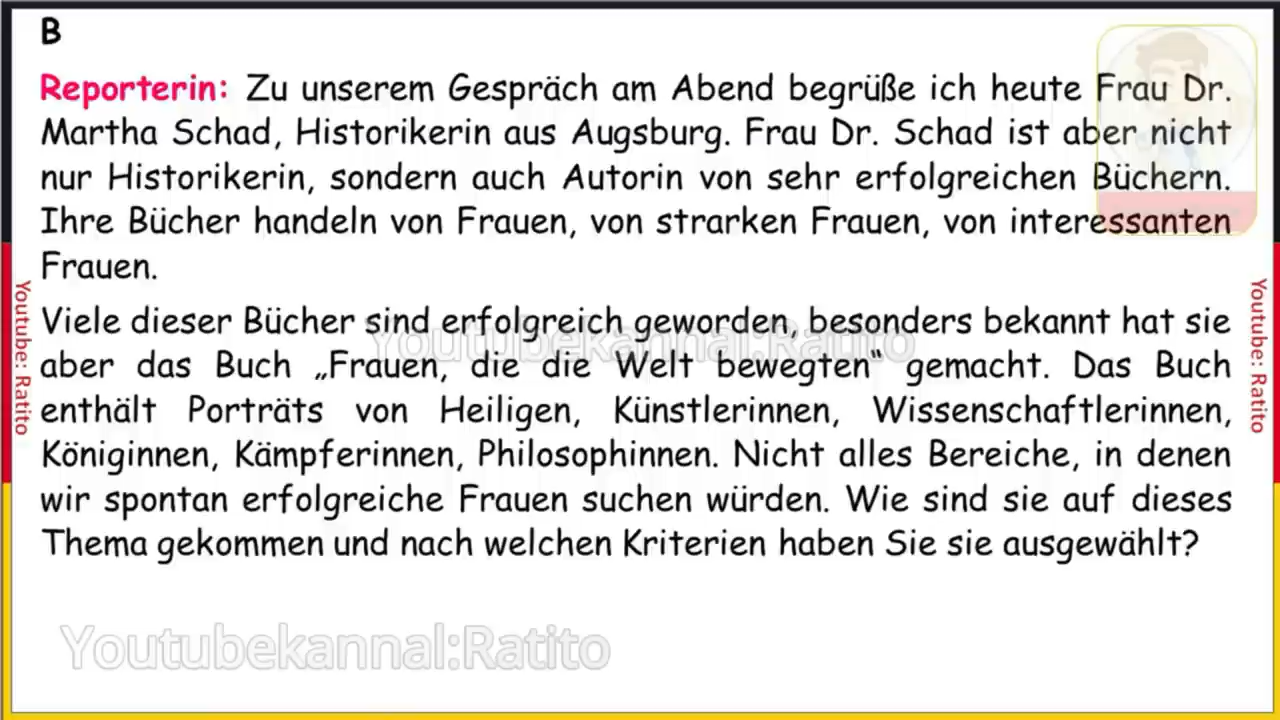 B
Reporterin: Zu unserem Gespräch am Abend begrüße ich heute Frau Dr.
Martha Schad, Historikerin aus Augsburg. Frau Dr. Schad ist aber nicht
nur Historikerin, sondern auch Autorin von sehr erfolgreichen Büchern.
Ihre Bücher handeln von Frauen, von strarken Frauen, von interessanten
Frauen.
Viele dieser Bücher sind erfolgreich geworden, besonders bekannt hat sie
aber das Buch „Frauen, die die Welt bewegten" gemacht. Das Buch
enthält Porträts von Heiligen, Künstlerinnen, Wissenschaftlerinnen,
Königinnen, Kämpferinnen, Philosophinnen. Nicht alles Bereiche, in denen
wir spontan erfolgreiche Frauen suchen würden. Wie sind sie auf dieses
Thema gekommen und nach welchen Kriterien haben Sie sie ausgewählt?
Youtubekannal:Ratito
Youtubekannal:Ratito
Youtube: Ratito
Youtube: Ratito